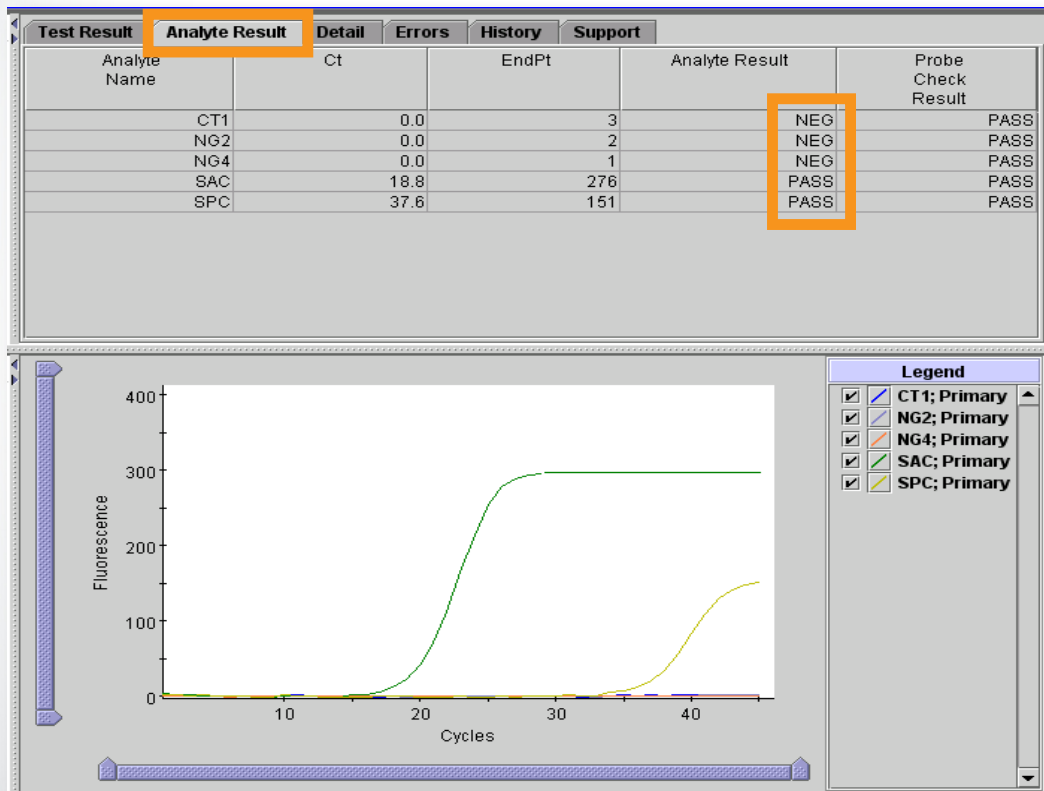 Test Result Analyte Result Detail Errors History Support
Analyte Name Ct EndPt Analyte Result Probe Check Result
CT1 0.0 3 NEG PASS
NG2 0.0 2 NEG PASS
NG4 0.0 1 NEG PASS
SAC 18.8 276 PASS PASS
SPC 37.6 151 PASS PASS
Legend
CT1; Primary
NG2; Primary
NG4; Primary
SAC; Primary
SPC; Primary
400
300
200
100
0
Fluorescence
10 20 30 40
Cycles